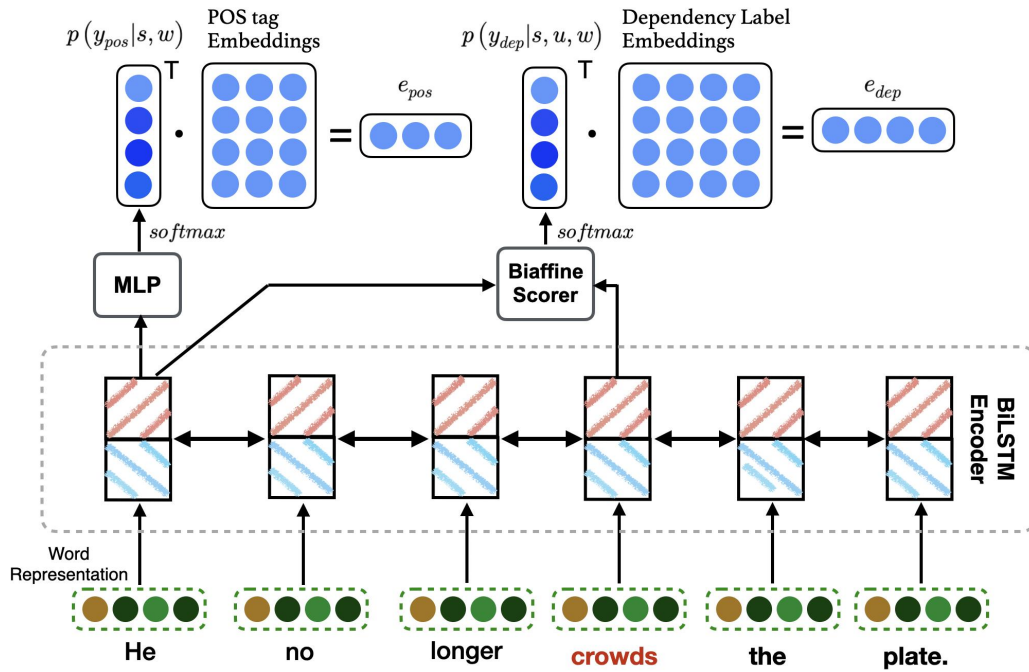 p (y_pos|s, w)
POS tag
Embeddings
p (y_dep|s, u, w)
Dependency Label
Embeddings
T
·
=
e_pos
T
·
=
e_dep
softmax
softmax
MLP
Biaffine
Scorer
BiLSTM
Encoder
Word
Representation
He
no
longer
crowds
the
plate.